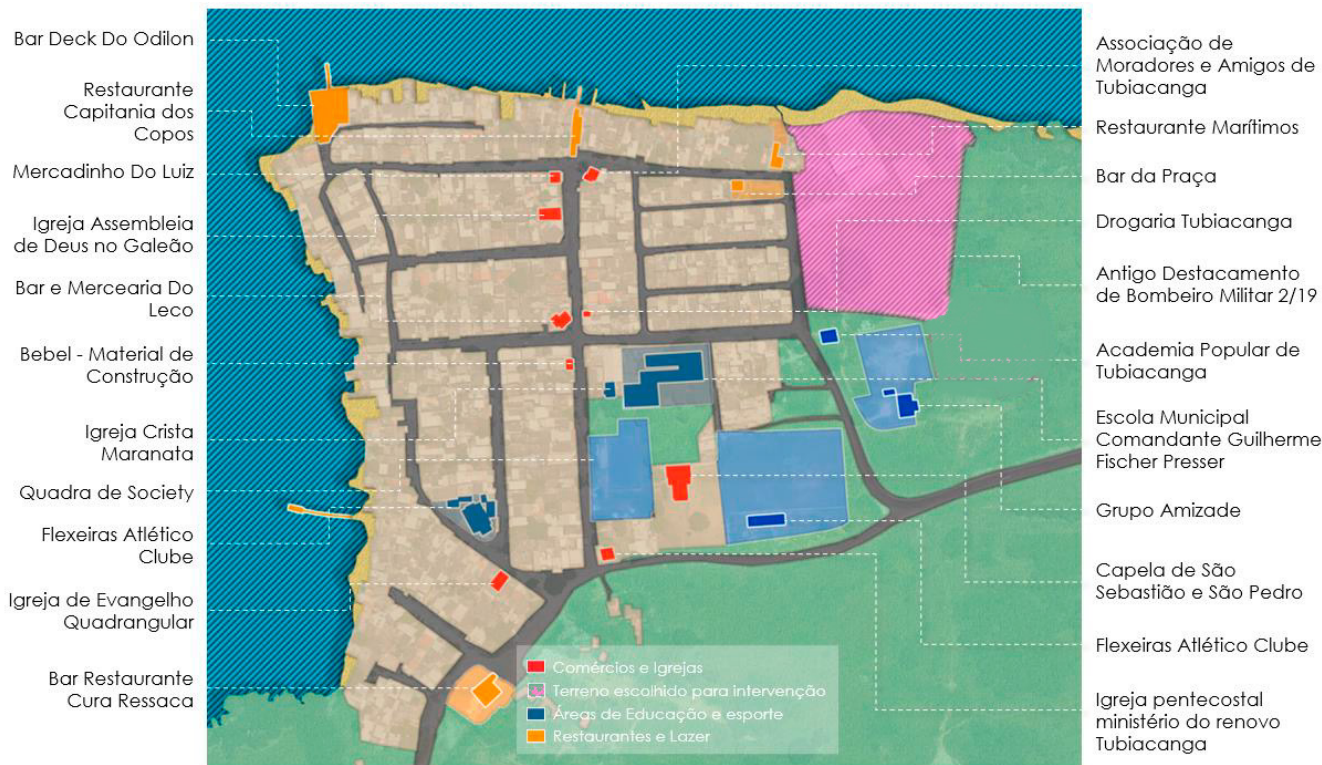 Bar Deck Do Odilon
Restaurante
Capitania dos
Copos
Mercadinho Do Luiz
Igreja Assembleia
de Deus no Galeão
Bar e Mercearia Do
Leco
Bebel - Material de
Construção
Igreja Crista
Maranata
Quadra de Society
Flexeiras Atlético
Clube
Igreja de Evangelho
Quadrangular
Bar Restaurante
Cura Ressaca
Associação de
Moradores e Amigos de
Tubiacanga
Restaurante Marítimos
Bar da Praça
Drogaria Tubiacanga
Antigo Destacamento
de Bombeiro Militar 2/19
Academia Popular de
Tubiacanga
Escola Municipal
Comandante Guilherme
Fischer Presser
Grupo Amizade
Capela de São
Sebastião e São Pedro
Flexeiras Atlético Clube
Igreja pentecostal
ministério do renovo
Tubiacanga
Comércios e Igrejas
Terreno escolhido para intervenção
Áreas de Educação e esporte
Restaurantes e Lazer